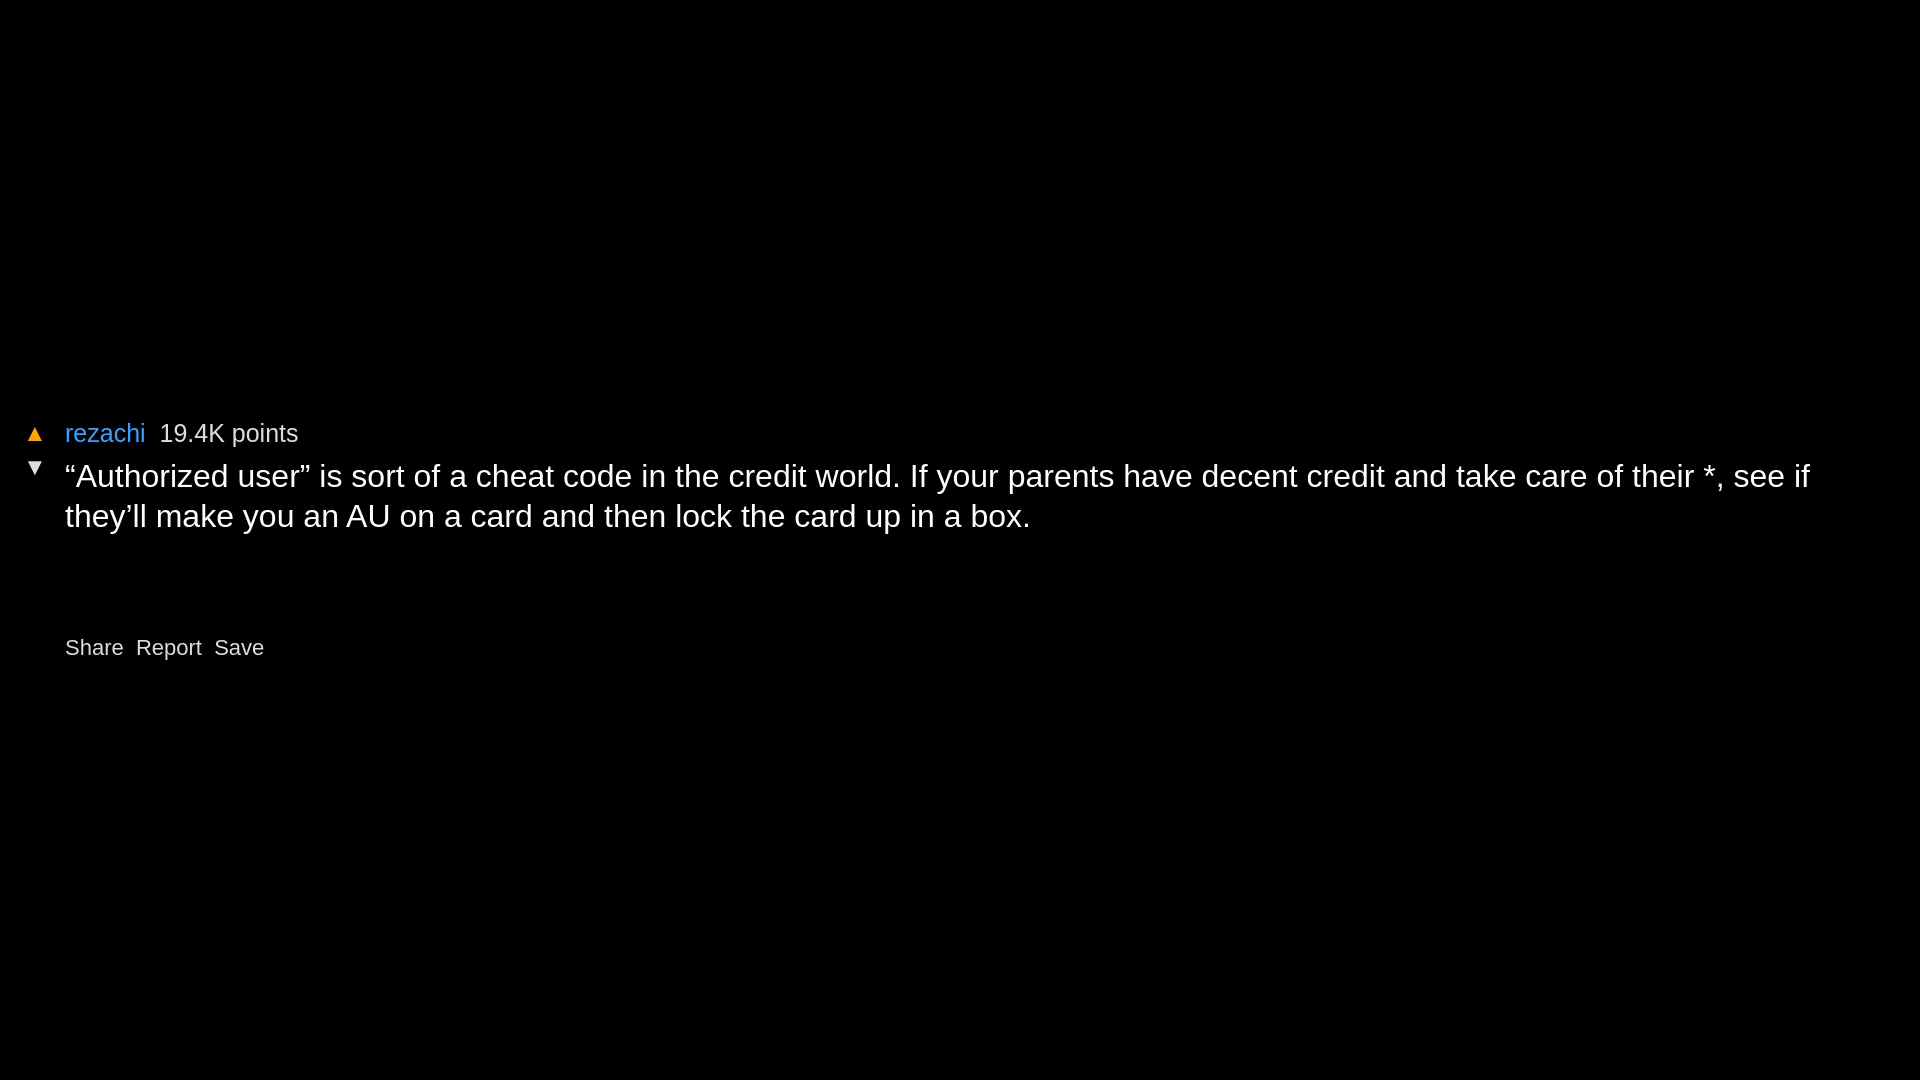 ▲ rezachi 19.4K points
▼ “Authorized user” is sort of a cheat code in the credit world. If your parents have decent credit and take care of their *, see if
they’ll make you an AU on a card and then lock the card up in a box.
Share Report Save